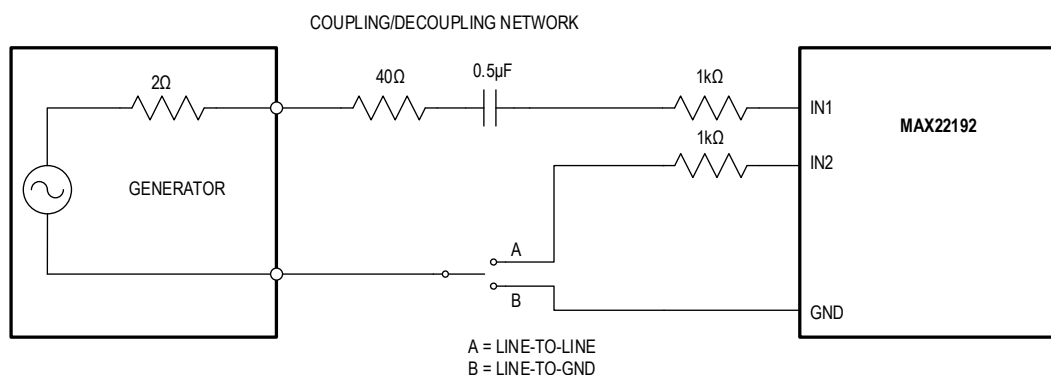 COUPLING/DECOUPLING NETWORK
2Ω
40Ω
0.5µF
1kΩ
IN1
MAX22192
1kΩ
IN2
GENERATOR
A
B
GND
A = LINE-TO-LINE
B = LINE-TO-GND